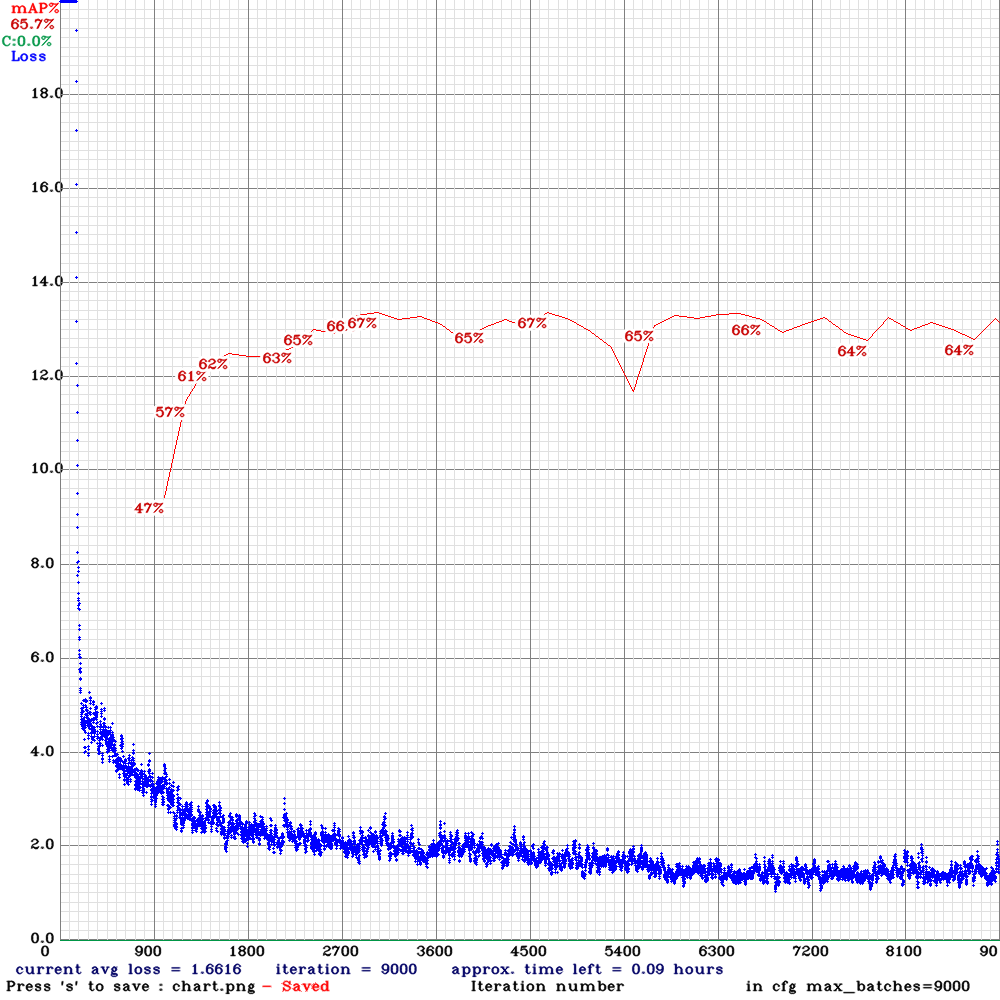 mAP%
65.7%
C:0.0%
Loss
18.0
16.0
14.0
67% 67%
66 65% 66%
65% 65% 64% 64%
62% 63%
61%
12.0
57%
10.0
47%
8.0
6.0
4.0
2.0
0.0
0 900 1800 2700 3600 4500 5400 6300 7200 8100 90
current avg loss = 1.6616 iteration = 9000 approx. time left = 0.09 hours
Press 's' to save : chart.png - Saved Iteration number in cfg max_batches=9000